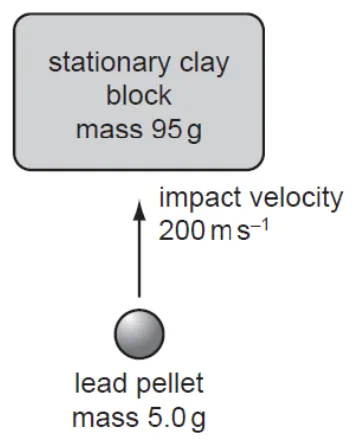 stationary clay
block
mass 95 g
impact velocity
200 m s⁻¹
lead pellet
mass 5.0 g